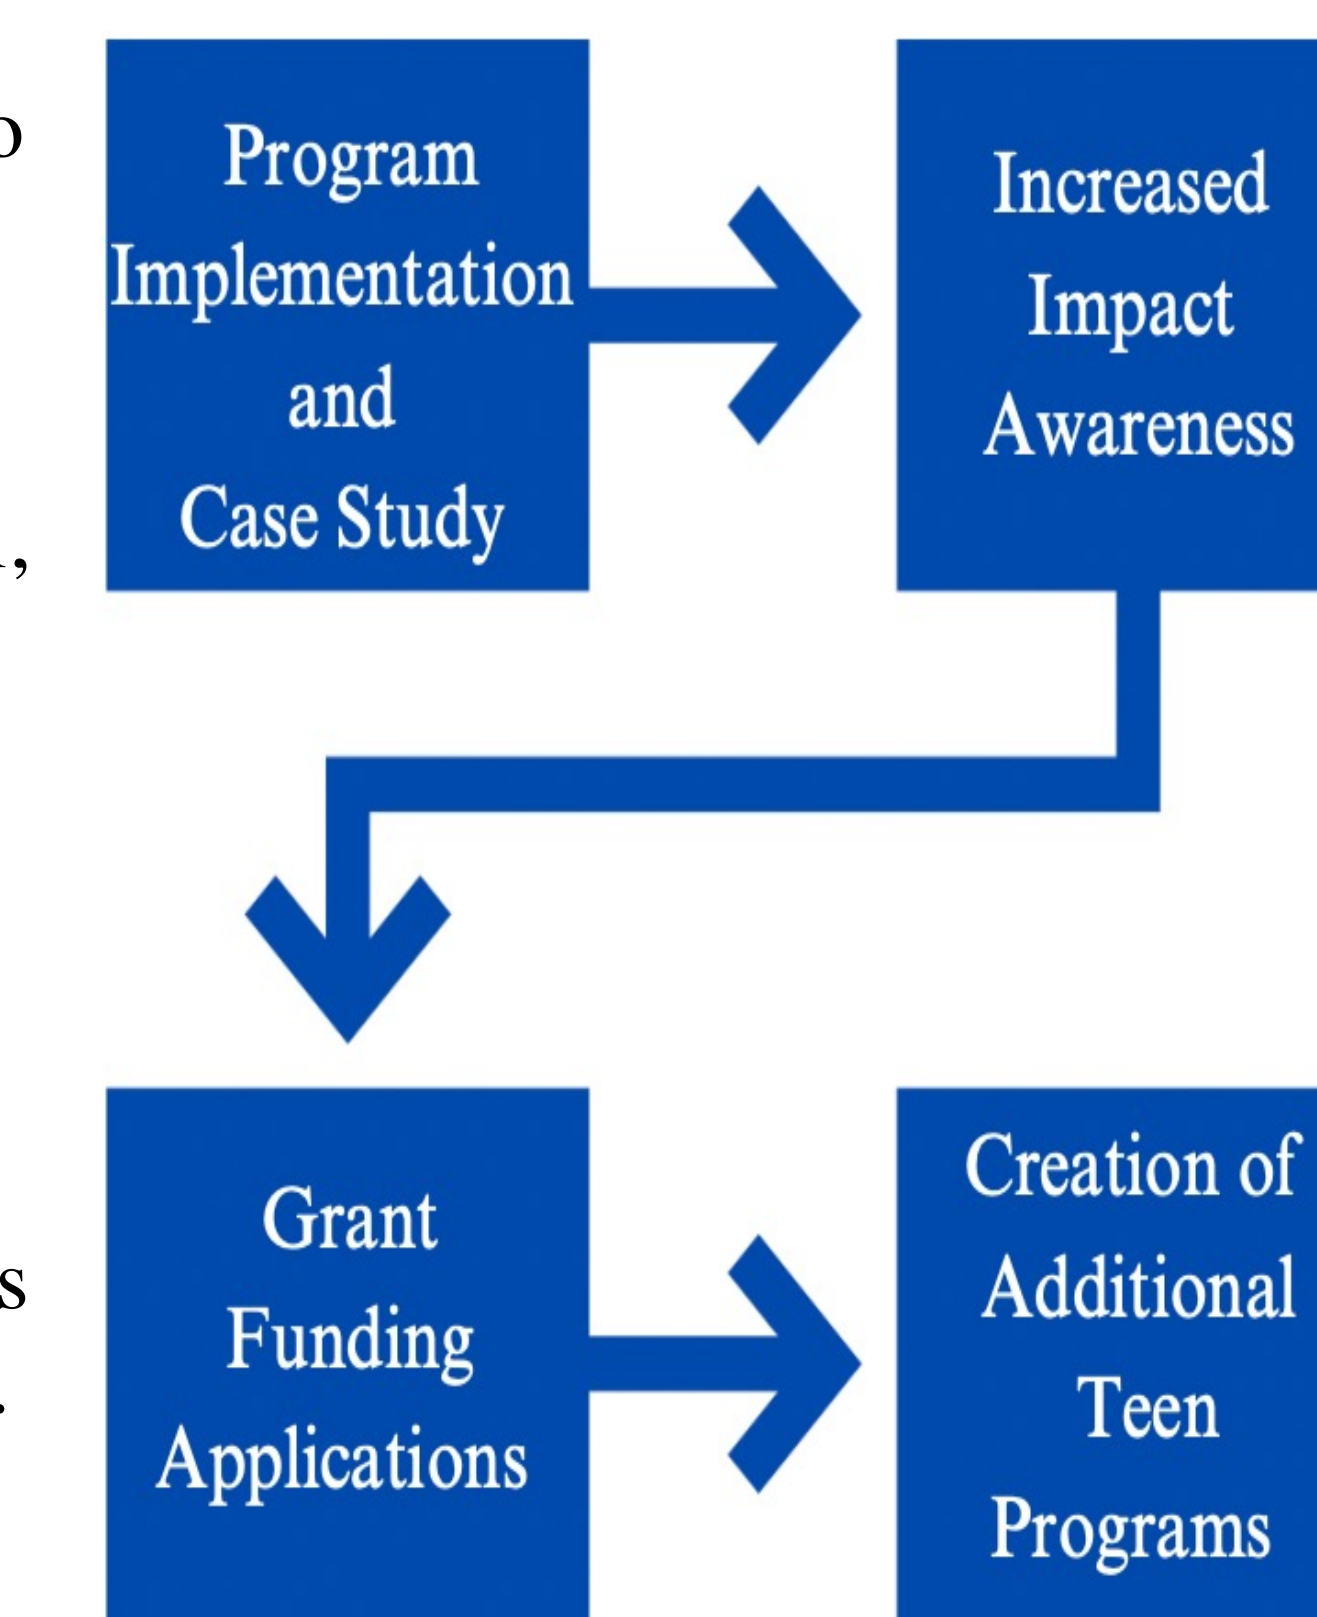 Program
Implementation
and
Case Study
Increased
Impact
Awareness
Grant
Funding
Applications
Creation of
Additional
Teen
Programs